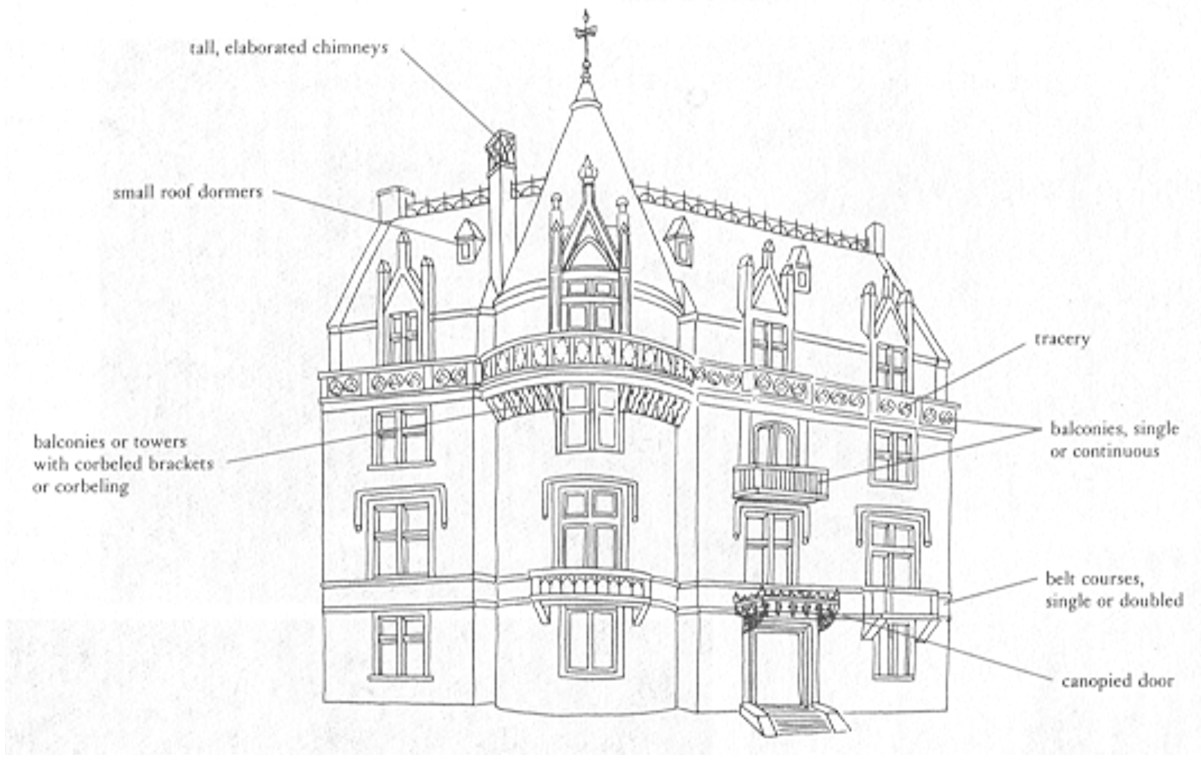 tall, elaborated chimneys
small roof dormers
tracery
balconies or towers
with corbeled brackets
or corbeling
balconies, single
or continuous
belt courses,
single or doubled
canopied door